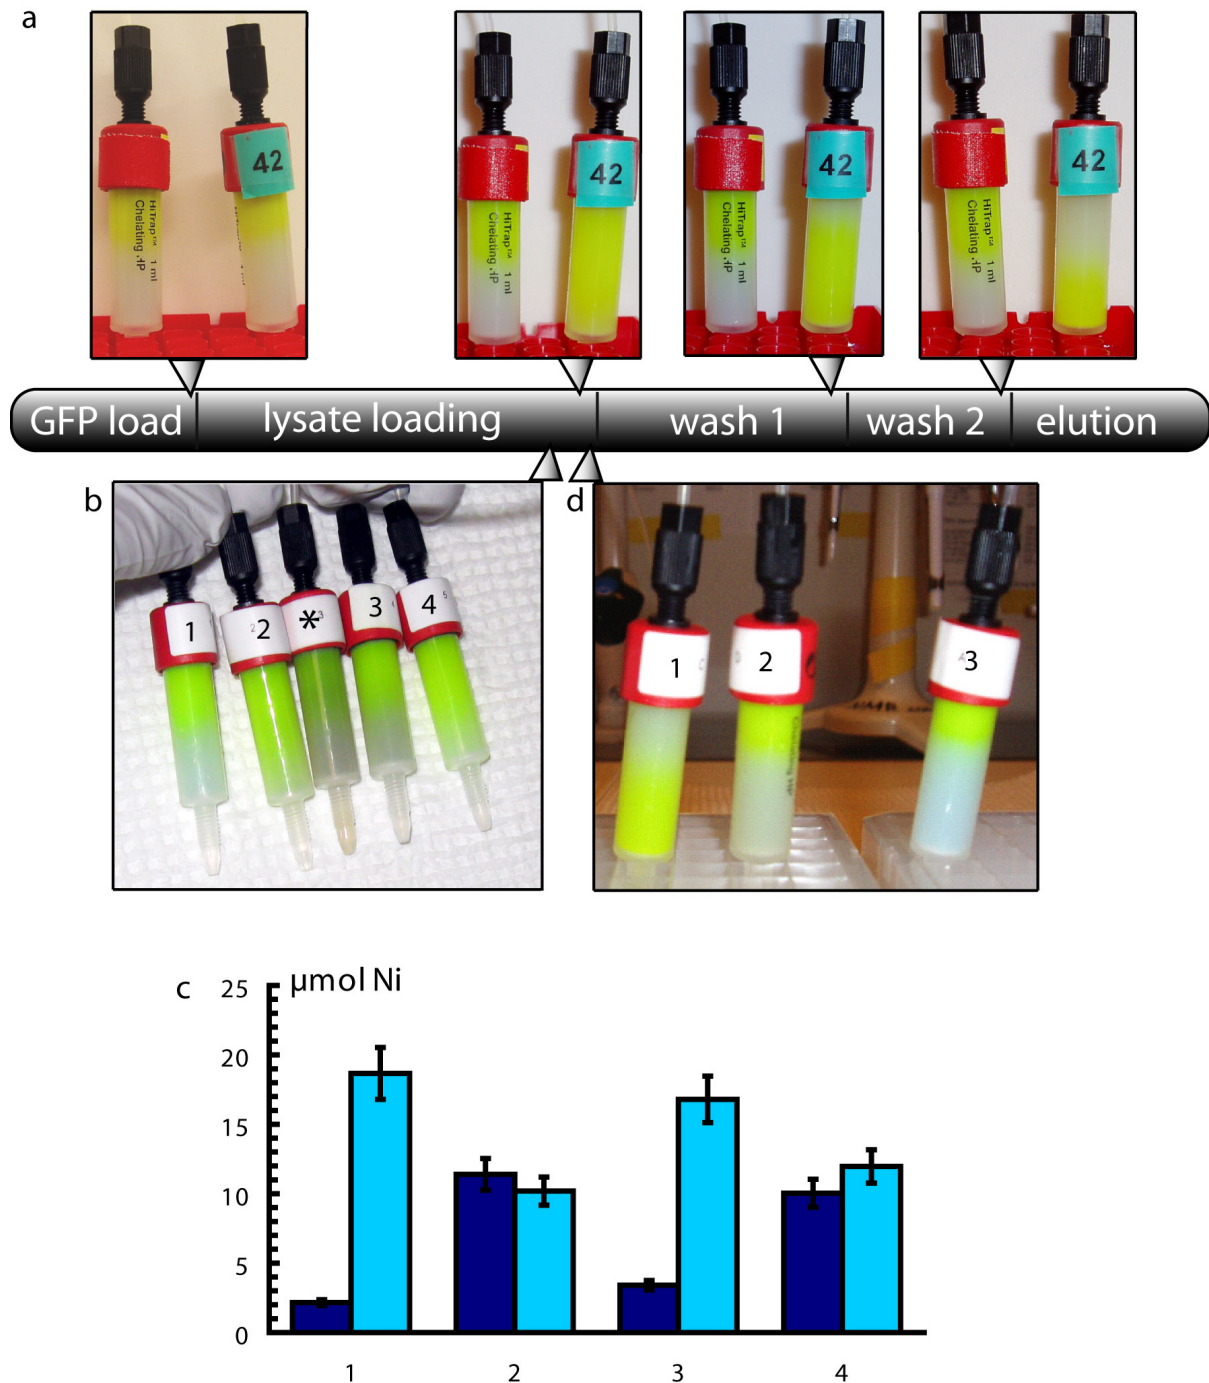 a
42
HiTrap™ 1 ml
Chelating HP
42
HiTrap™ 1 ml
Chelating HP
42
HiTrap™ 1 ml
Chelating HP
42
HiTrap™ 1 ml
Chelating HP
GFP load
lysate loading
wash 1
wash 2
elution
b
1
2
*
3
4
d
1
2
3
c
µmol Ni
25
20
15
10
5
0
1
2
3
4